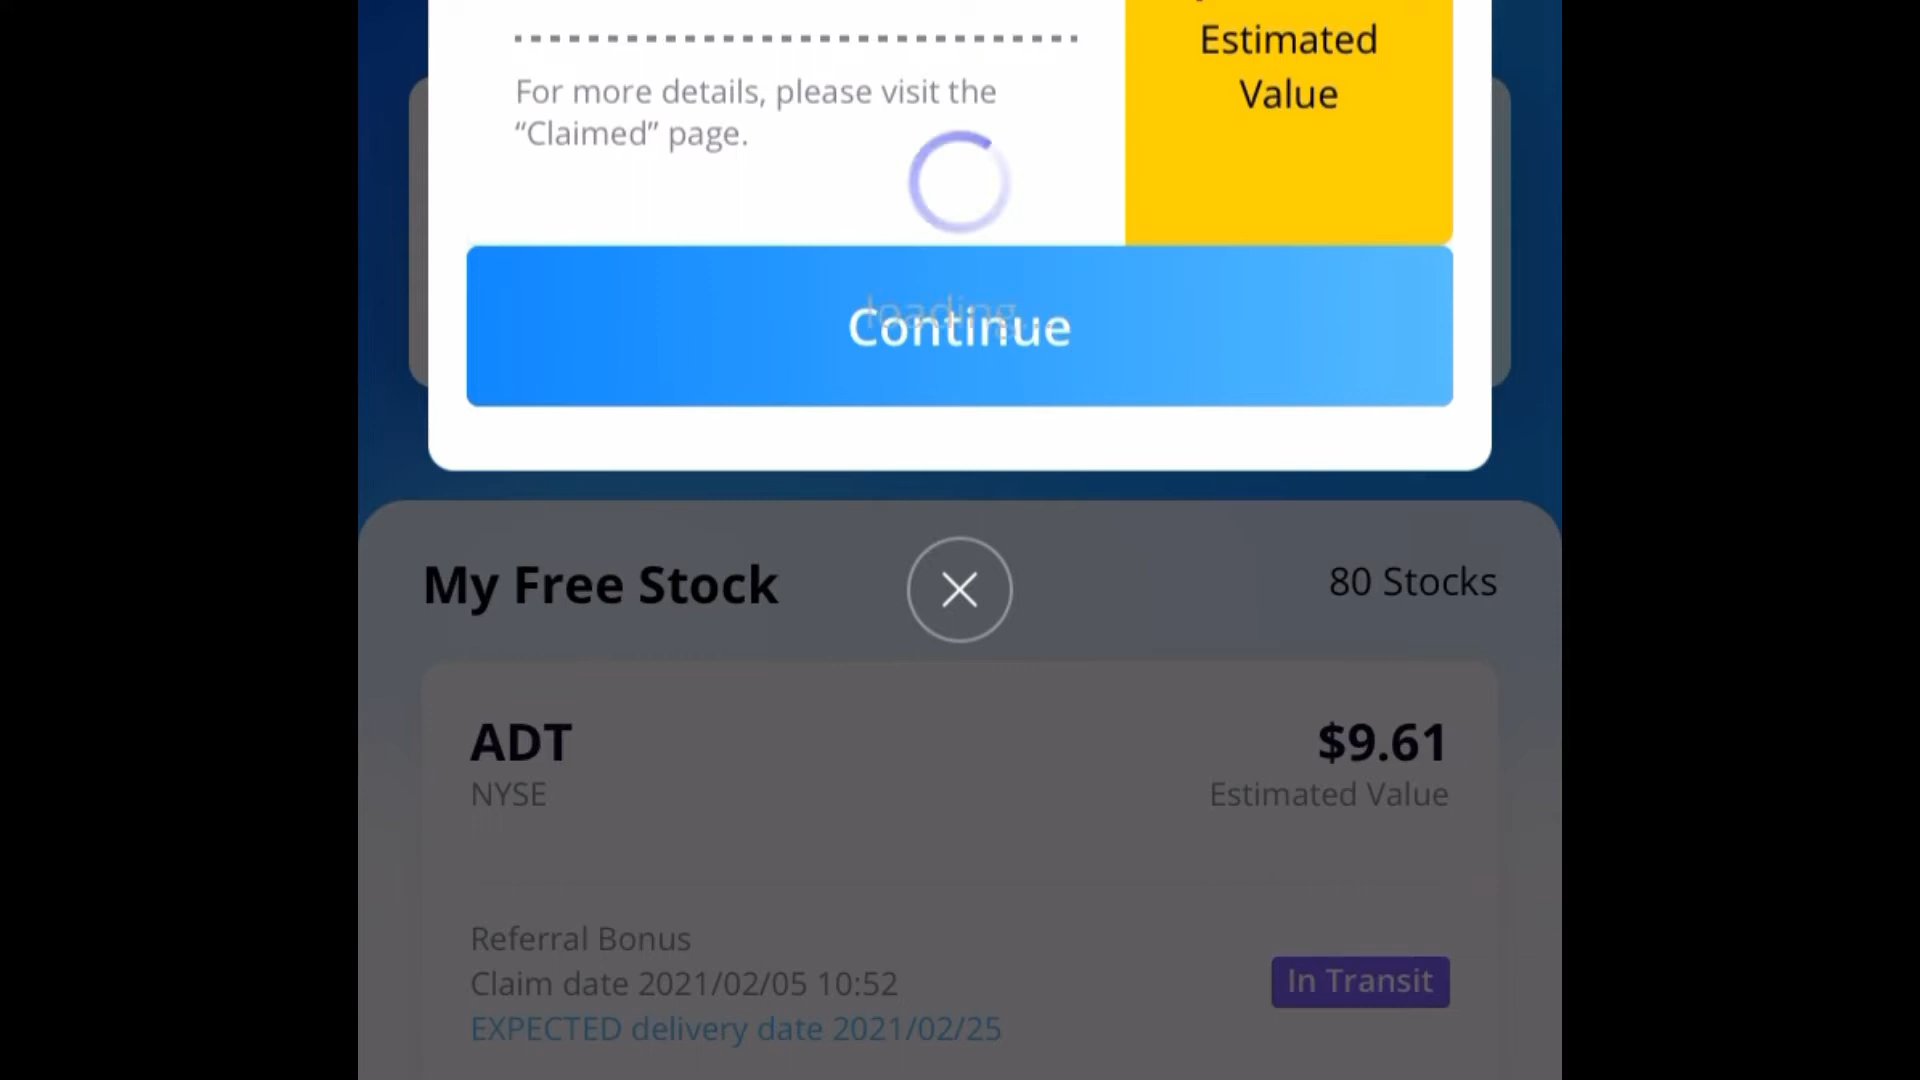 Estimated
Value
For more details, please visit the
“Claimed” page.
loading...
Continue
My Free Stock
80 Stocks
ADT
$9.61
NYSE
Estimated Value
Referral Bonus
Claim date 2021/02/05 10:52
In Transit
EXPECTED delivery date 2021/02/25